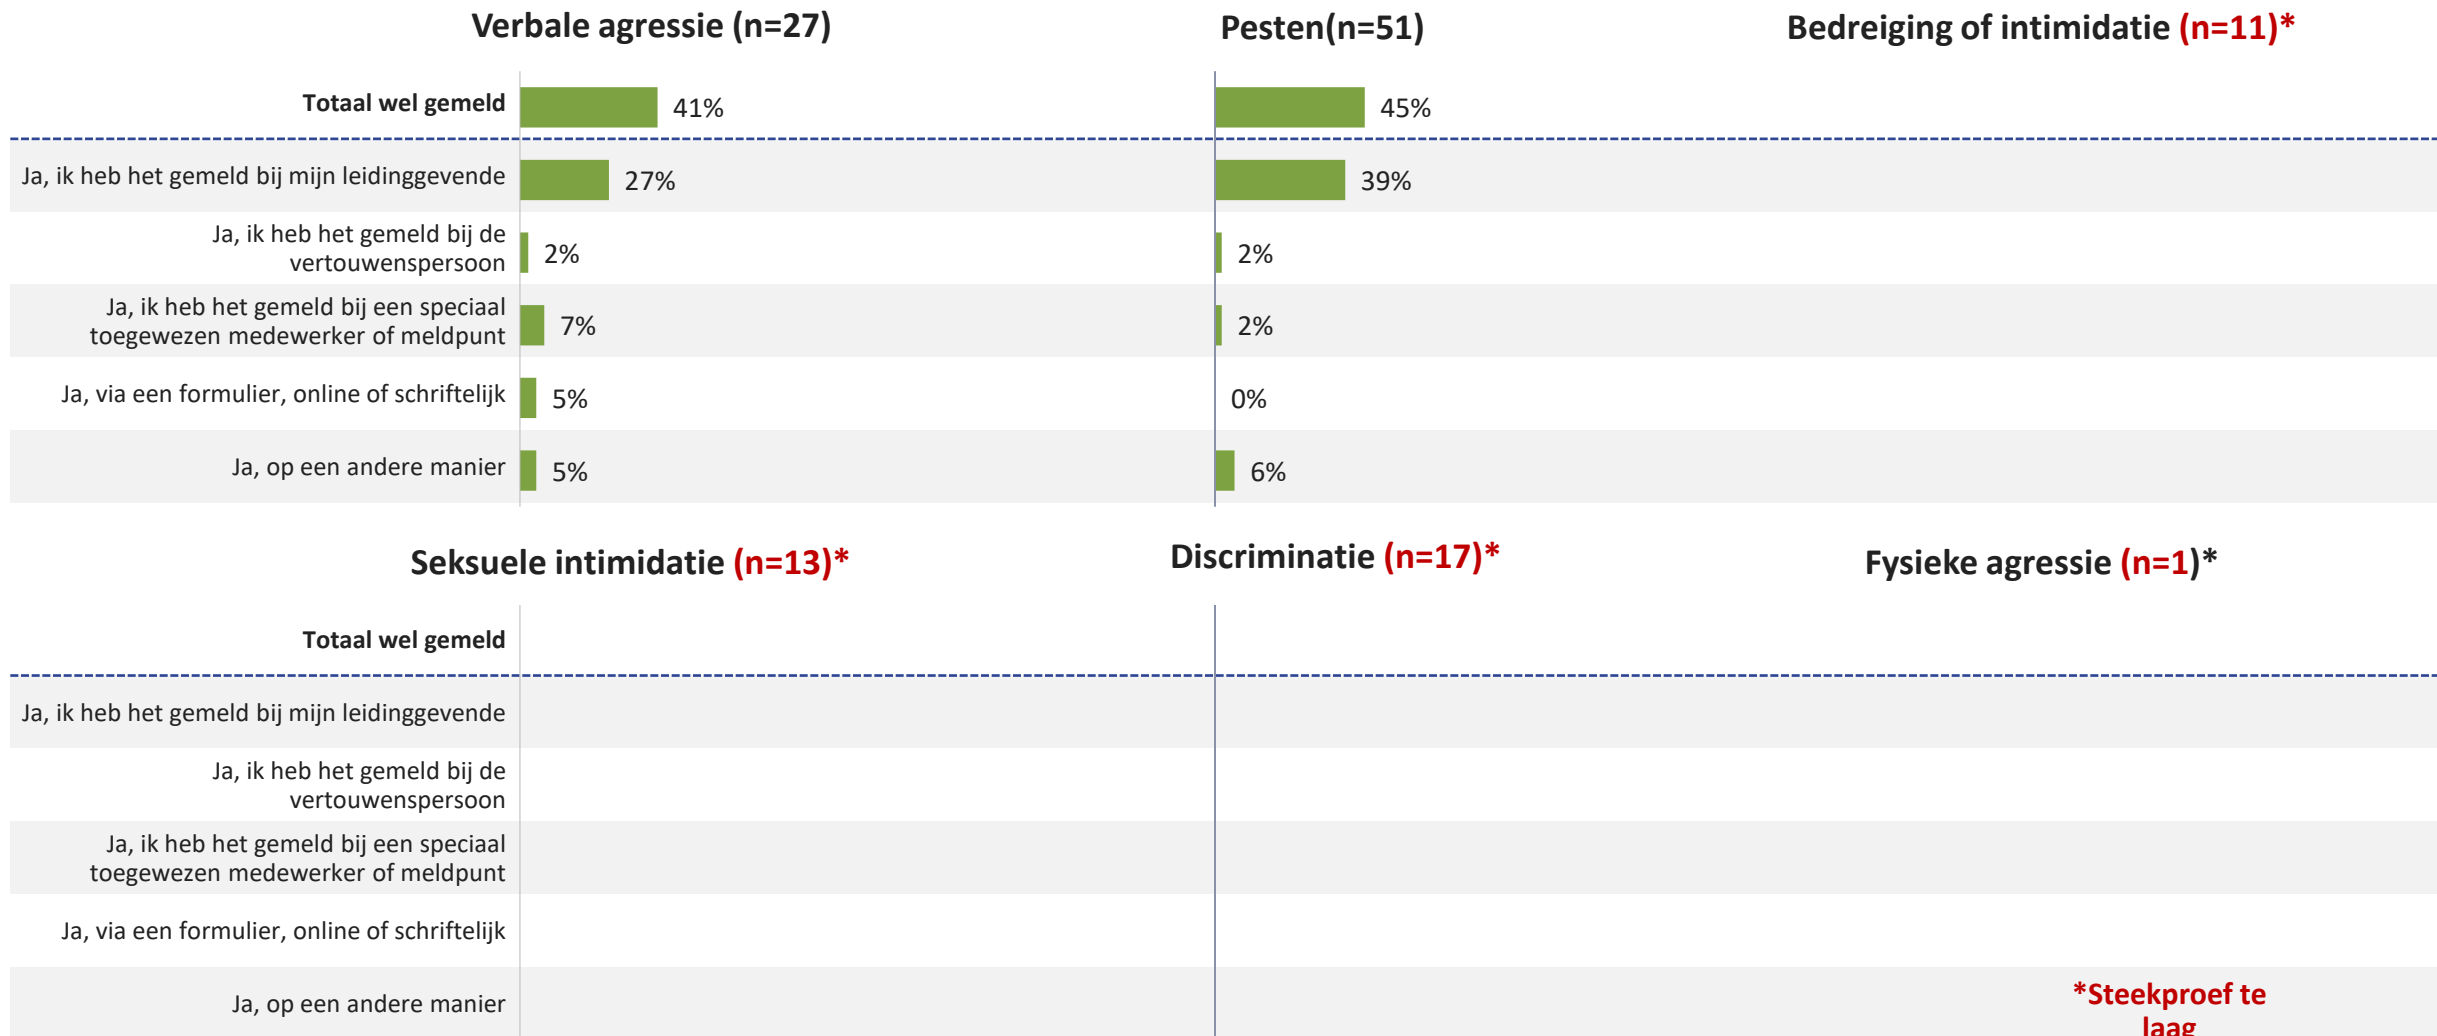 Verbale agressie (n=27)
Pesten(n=51)
Bedreiging of intimidatie (n=11)*
Totaal wel gemeld
41%
45%
Ja, ik heb het gemeld bij mijn leidinggevende
27%
39%
Ja, ik heb het gemeld bij de
vertouwenspersoon
2%
2%
Ja, ik heb het gemeld bij een speciaal
toegewezen medewerker of meldpunt
7%
2%
Ja, via een formulier, online of schriftelijk
5%
0%
Ja, op een andere manier
5%
6%
Seksuele intimidatie (n=13)*
Discriminatie (n=17)*
Fysieke agressie (n=1)*
Totaal wel gemeld
Ja, ik heb het gemeld bij mijn leidinggevende
Ja, ik heb het gemeld bij de
vertouwenspersoon
Ja, ik heb het gemeld bij een speciaal
toegewezen medewerker of meldpunt
Ja, via een formulier, online of schriftelijk
Ja, op een andere manier
*Steekproef te
laag